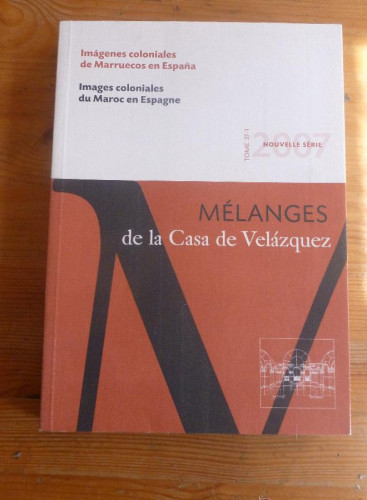 Imágenes coloniales
de Marruecos en España
Images coloniales
du Maroc en Espagne
TOME 37-1
2007
NOUVELLE SÉRIE
MÉLANGES
de la Casa de Velázquez